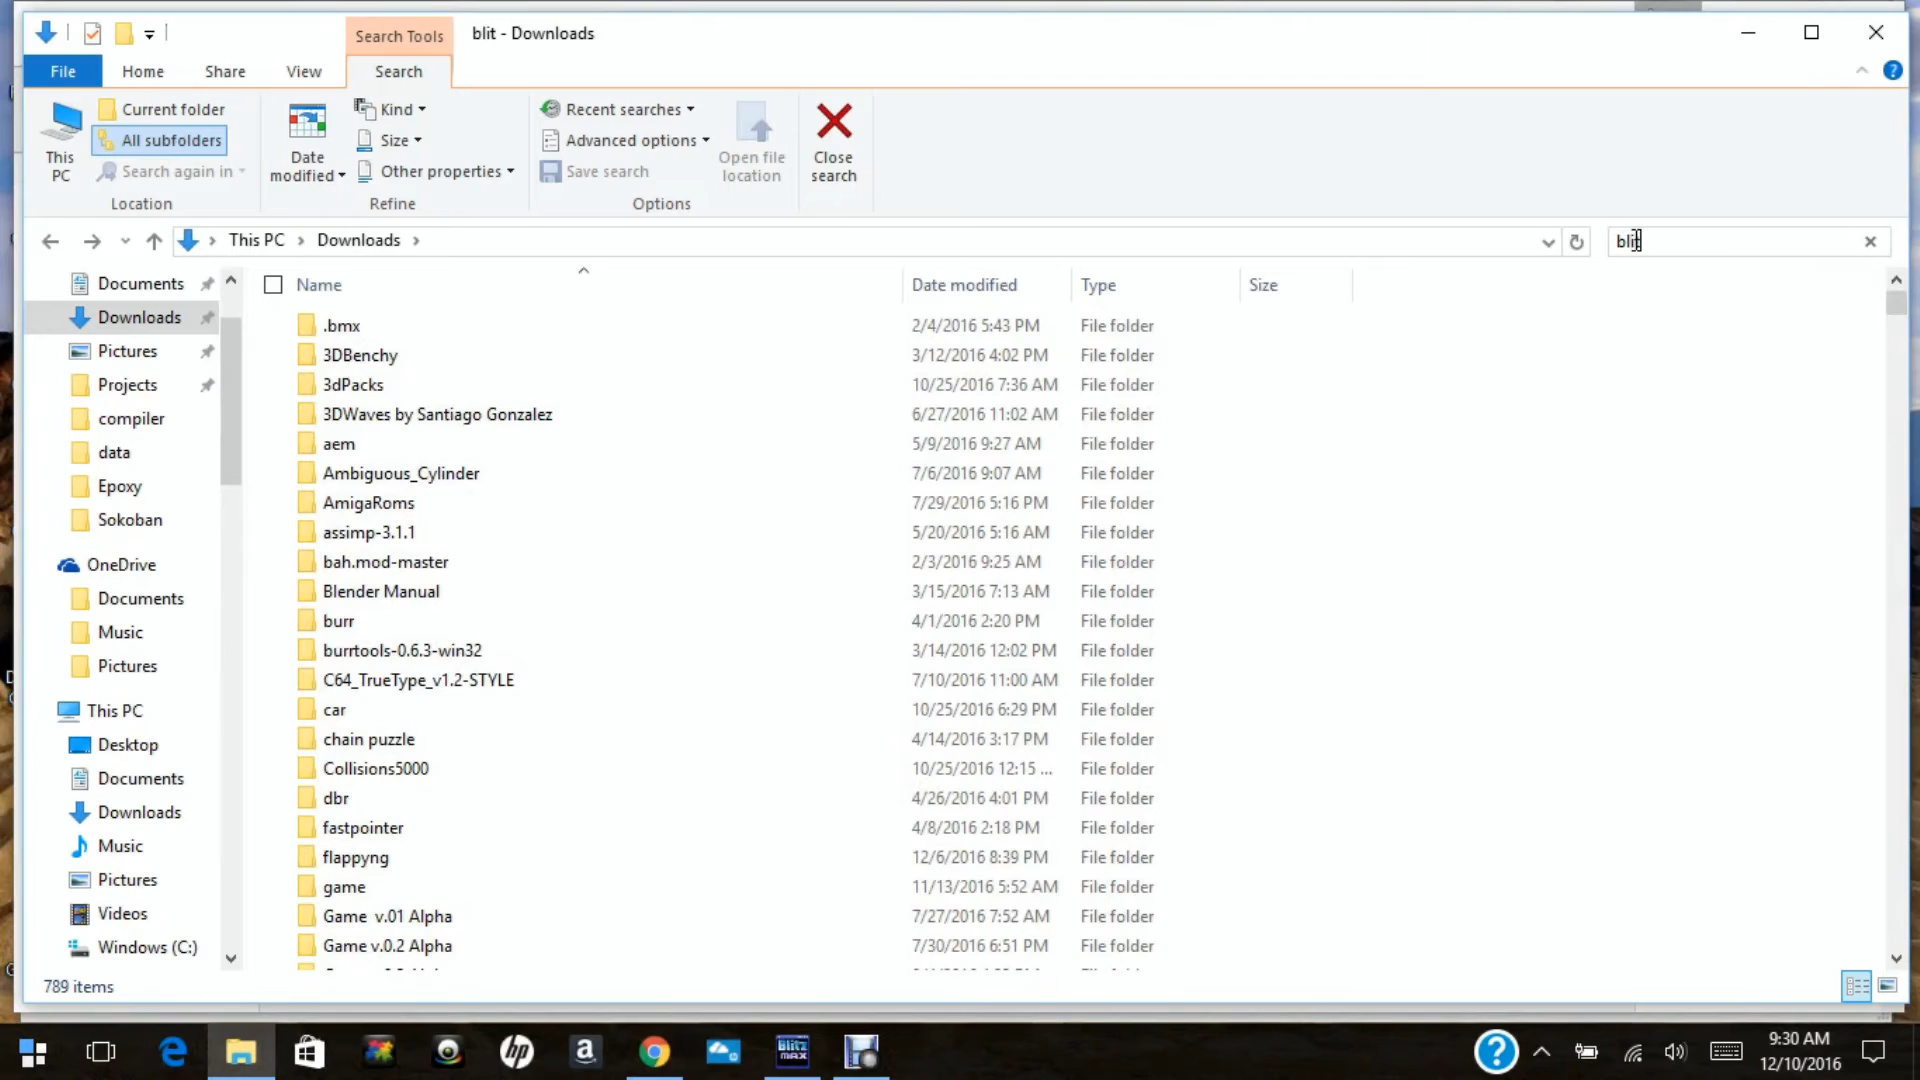 Search Tools
blit - Downloads
File
Home
Share
View
Search
This PC
Current folder
All subfolders
Search again in
Location
Date modified
Kind
Size
Other properties
Refine
Recent searches
Advanced options
Save search
Options
Open file location
Close search
This PC
Downloads
Documents
Downloads
Pictures
Projects
compiler
data
Epoxy
Sokoban
OneDrive
Documents
Music
Pictures
This PC
Desktop
Documents
Downloads
Music
Pictures
Videos
Windows (C:)
Name Date modified Type Size
.bmx 2/4/2016 5:43 PM File folder
3DBenchy 3/12/2016 4:02 PM File folder
3dPacks 10/25/2016 7:36 AM File folder
3DWaves by Santiago Gonzalez 6/27/2016 11:02 AM File folder
aem 5/9/2016 9:27 AM File folder
Ambiguous_Cylinder 7/6/2016 9:07 AM File folder
AmigaRoms 7/29/2016 5:16 PM File folder
assimp-3.1.1 5/20/2016 5:16 AM File folder
bah.mod-master 2/3/2016 9:25 AM File folder
Blender Manual 3/15/2016 7:13 AM File folder
burr 4/1/2016 2:20 PM File folder
burrtools-0.6.3-win32 3/14/2016 12:02 PM File folder
C64_TrueType_v1.2-STYLE 7/10/2016 11:00 AM File folder
car 10/25/2016 6:29 PM File folder
chain puzzle 4/14/2016 3:17 PM File folder
Collisions5000 10/25/2016 12:15 ... File folder
dbr 4/26/2016 4:01 PM File folder
fastpointer 4/8/2016 2:18 PM File folder
flappyng 12/6/2016 8:39 PM File folder
game 11/13/2016 5:52 AM File folder
Game v.01 Alpha 7/27/2016 7:52 AM File folder
Game v.0.2 Alpha 7/30/2016 6:51 PM File folder
789 items
hp
a
Blitz
MAX
?
9:30 AM
12/10/2016